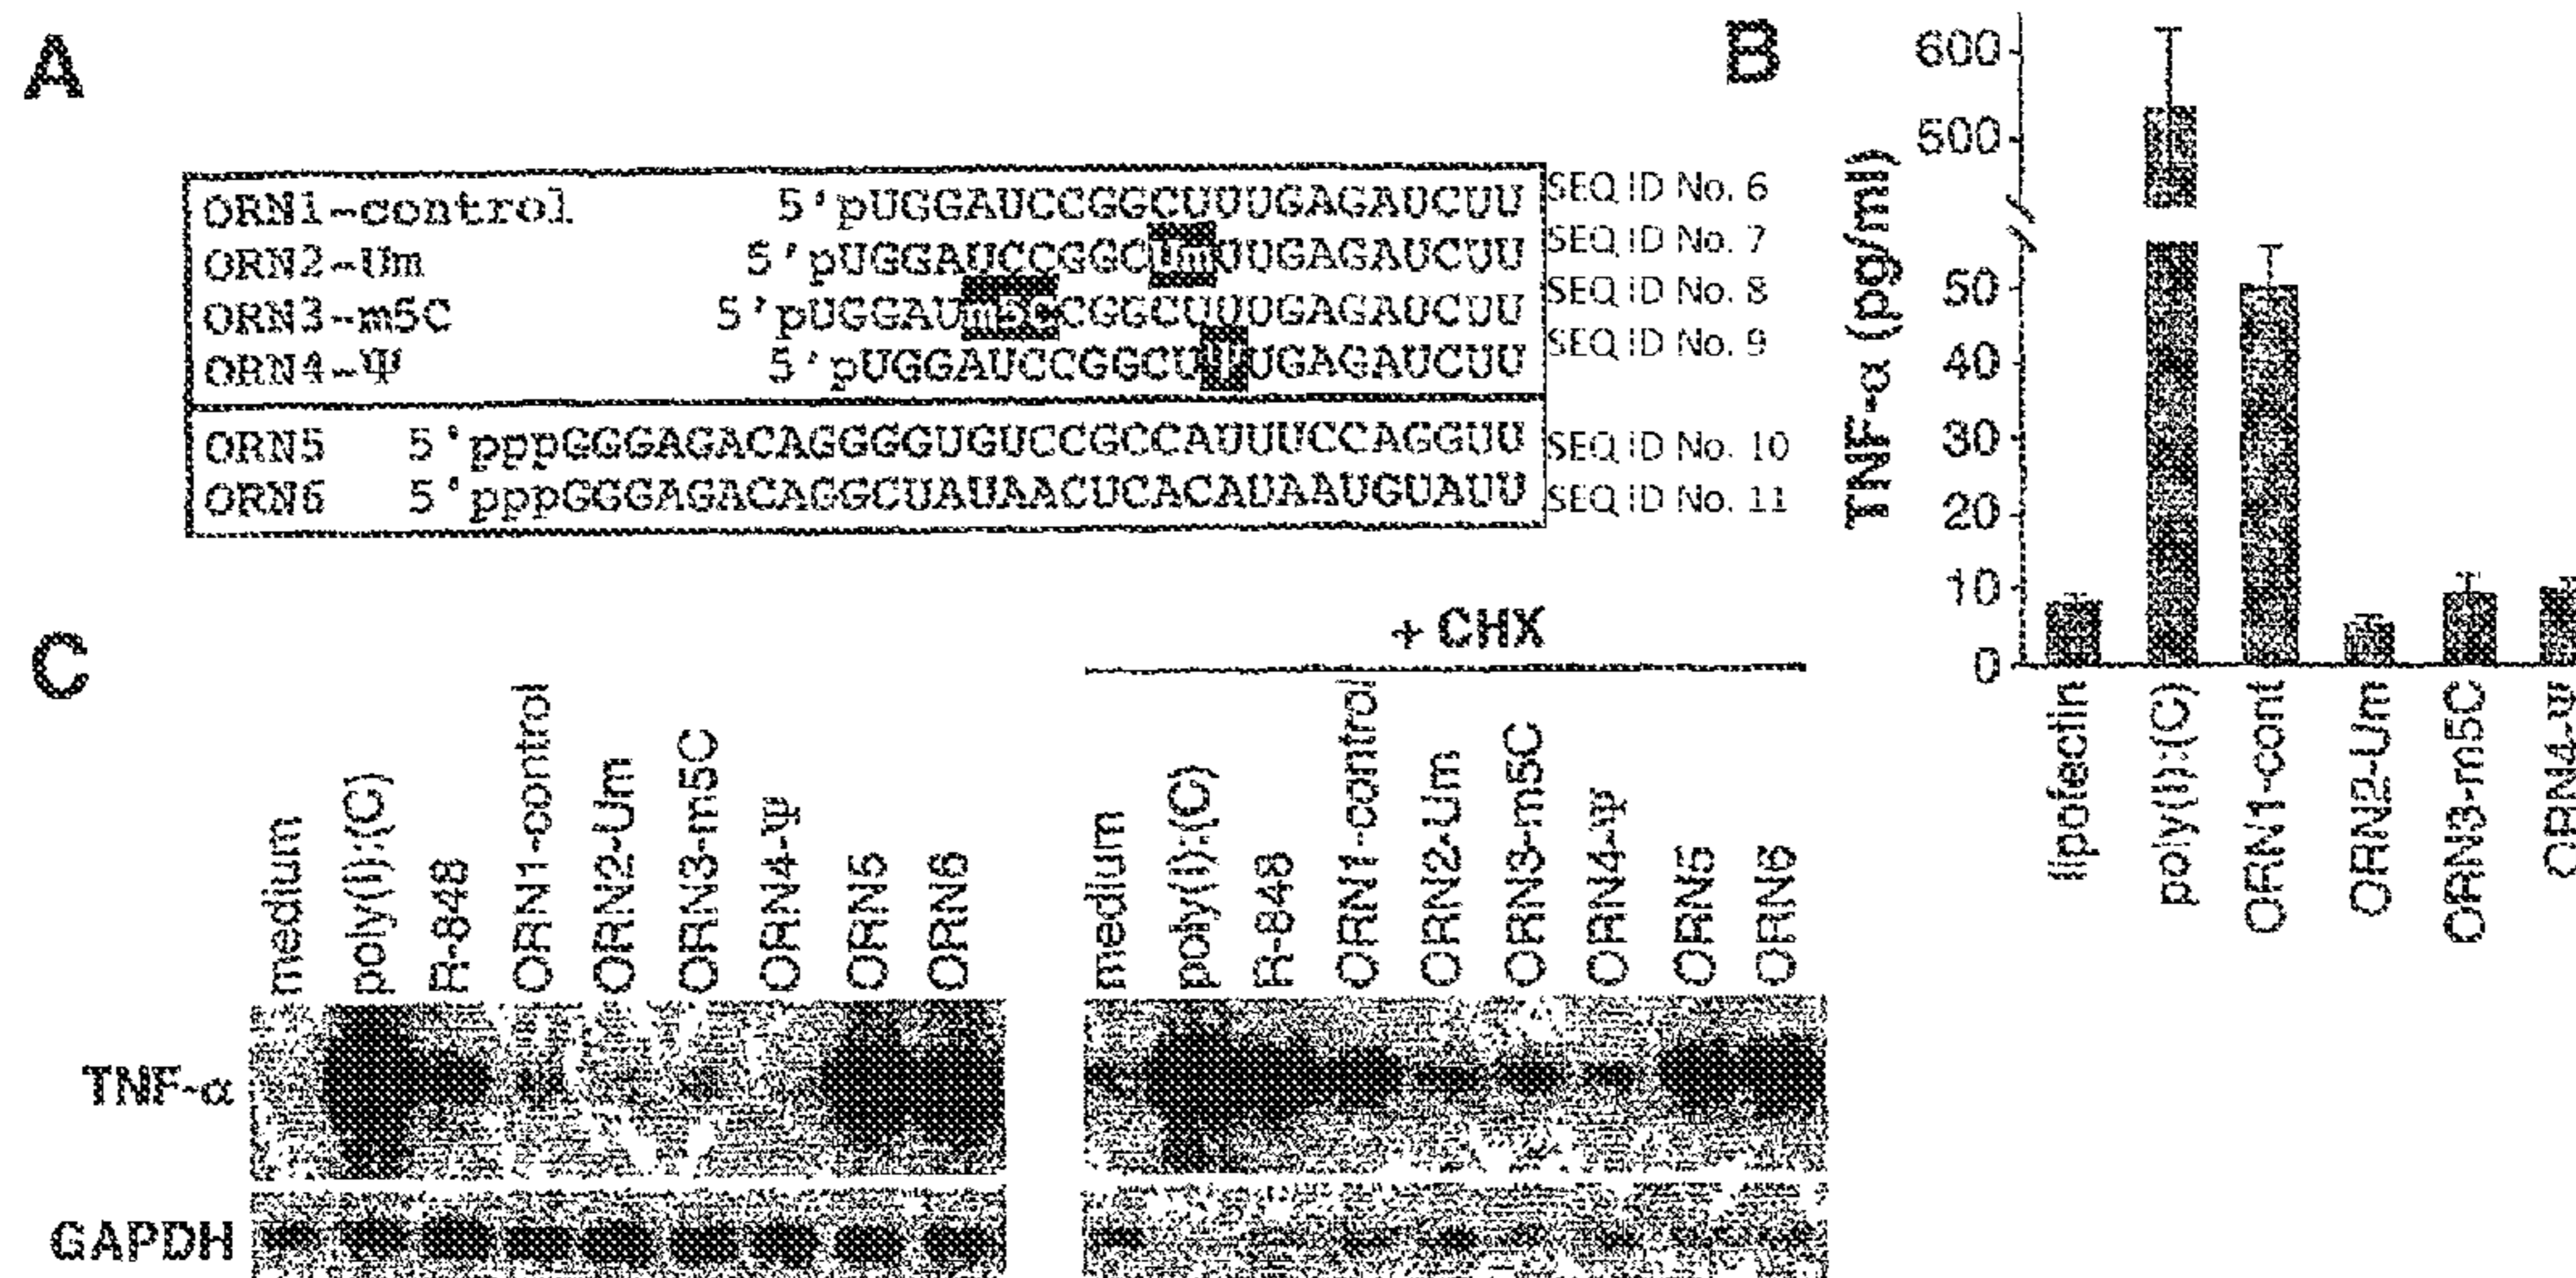 A
ORN1-control 5'pUGGAUCCGGCUUUGAGAUCUU SEQ ID No. 6
ORN2-Um 5'pUGGAUCCGGCUmUUGAGAUCUU SEQ ID No. 7
ORN3-m5C 5'pUGGAUm5CCGGCUUUGAGAUCUU SEQ ID No. 8
ORN4-Ψ 5'pUGGAUCCGGCUΨUGAGAUCUU SEQ ID No. 9
ORN5 5'pppGGGAGACAGGGGUGUCCGCCAUUUCCAGGUU SEQ ID No. 10
ORN6 5'pppGGGAGACAGGCUAUAACUCACAUAAUGUAUU SEQ ID No. 11
B
TNF-α (pg/ml)
600
500
50
40
30
20
10
0
lipofectin
poly(I):(C)
ORN1-cont
ORN2-Um
ORN3-m5C
ORN4-Ψ
C
+ CHX
medium poly(I):(C) R-848 ORN1-control ORN2-Um ORN3-m5C ORN4-Ψ ORN5 ORN6
medium poly(I):(C) R-848 ORN1-control ORN2-Um ORN3-m5C ORN4-Ψ ORN5 ORN6
TNF-α
GAPDH